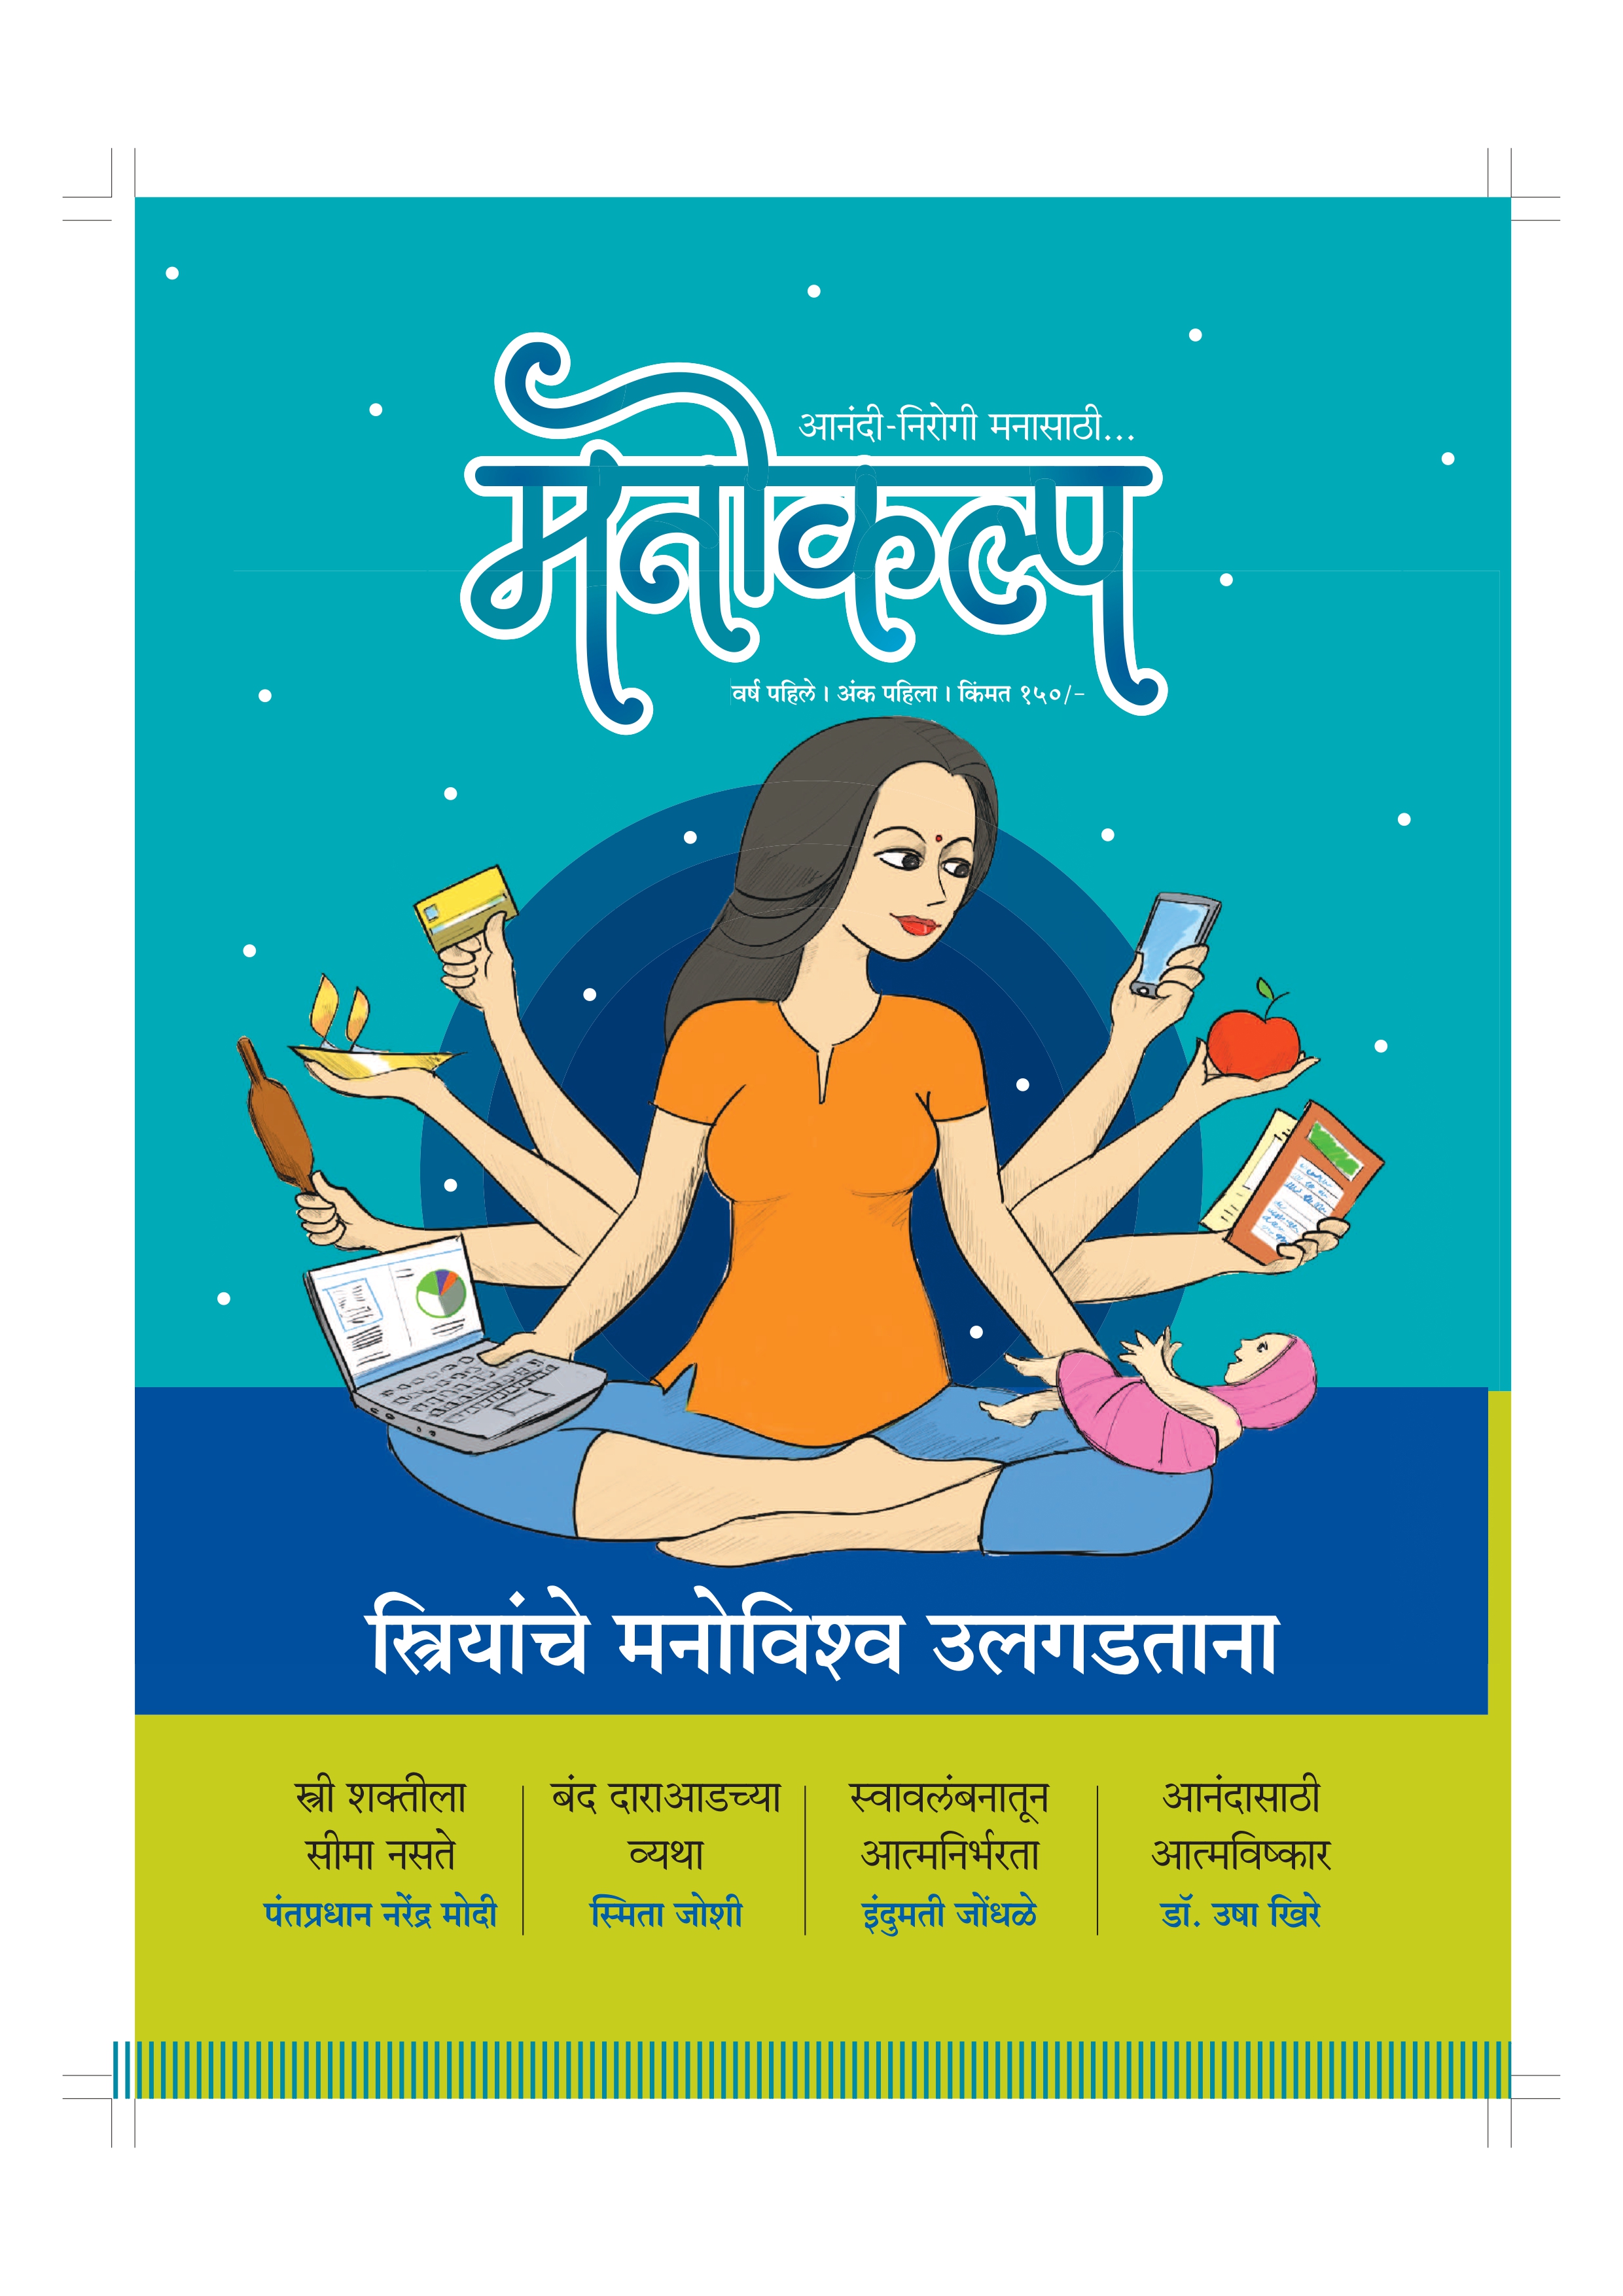 आनंदी-निरोगी मनासाठी...
मनोकल्प
वर्ष पहिले । अंक पहिला । किंमत १५०/-
स्त्रियांचे मनोविश्व उलगडताना
स्त्री शक्तीला
सीमा नसते
पंतप्रधान नरेंद्र मोदी
बंद दाराआडच्या
व्यथा
स्मिता जोशी
स्वावलंबनातून
आत्मनिर्भरता
इंदुमती जोंधळे
आनंदासाठी
आत्मविष्कार
डॉ. उषा खिरे